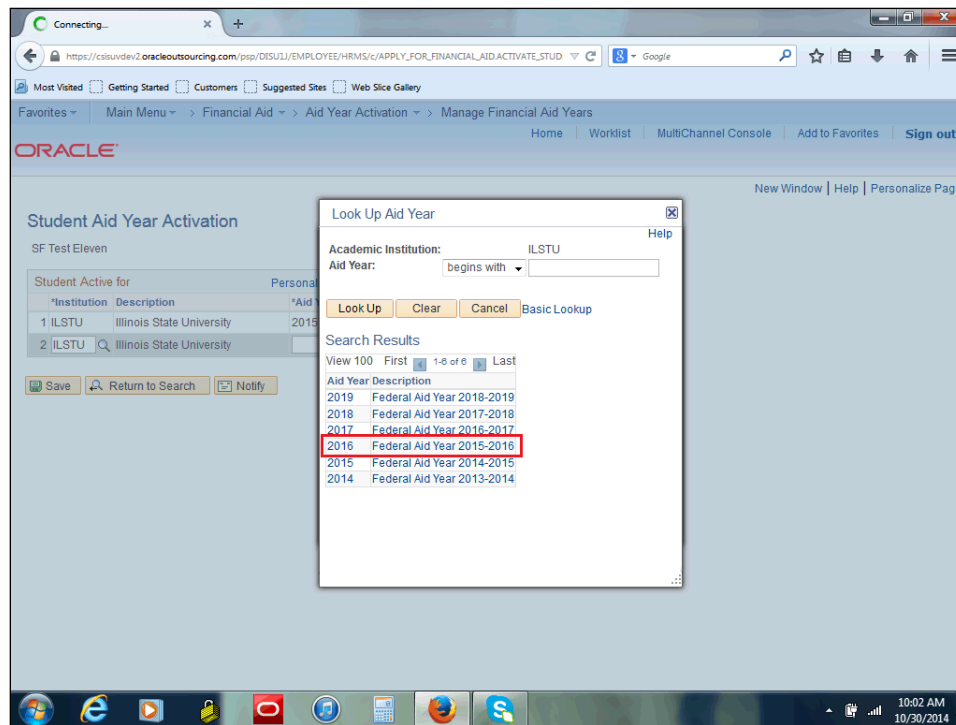 Connecting...
https://csisuvdev2.oracleoutsourcing.com/psp/DISU1J/EMPLOYEE/HRMS/c/APPLY_FOR_FINANCIAL_AID.ACTIVATE_STUD
Google
Most Visited Getting Started Customers Suggested Sites Web Slice Gallery
Favorites Main Menu > Financial Aid > Aid Year Activation > Manage Financial Aid Years
Home Worklist MultiChannel Console Add to Favorites Sign out
ORACLE
New Window | Help | Personalize Pag
Student Aid Year Activation
SF Test Eleven
Student Active for Personal
*Institution Description *Aid Y
1 ILSTU Illinois State University 2015
2 ILSTU Illinois State University
Save Return to Search Notify
Look Up Aid Year
Help
Academic Institution: ILSTU
Aid Year: begins with
Look Up Clear Cancel Basic Lookup
Search Results
View 100 First 1-6 of 6 Last
Aid Year Description
2019 Federal Aid Year 2018-2019
2018 Federal Aid Year 2017-2018
2017 Federal Aid Year 2016-2017
2016 Federal Aid Year 2015-2016
2015 Federal Aid Year 2014-2015
2014 Federal Aid Year 2013-2014
10:02 AM
10/30/2014